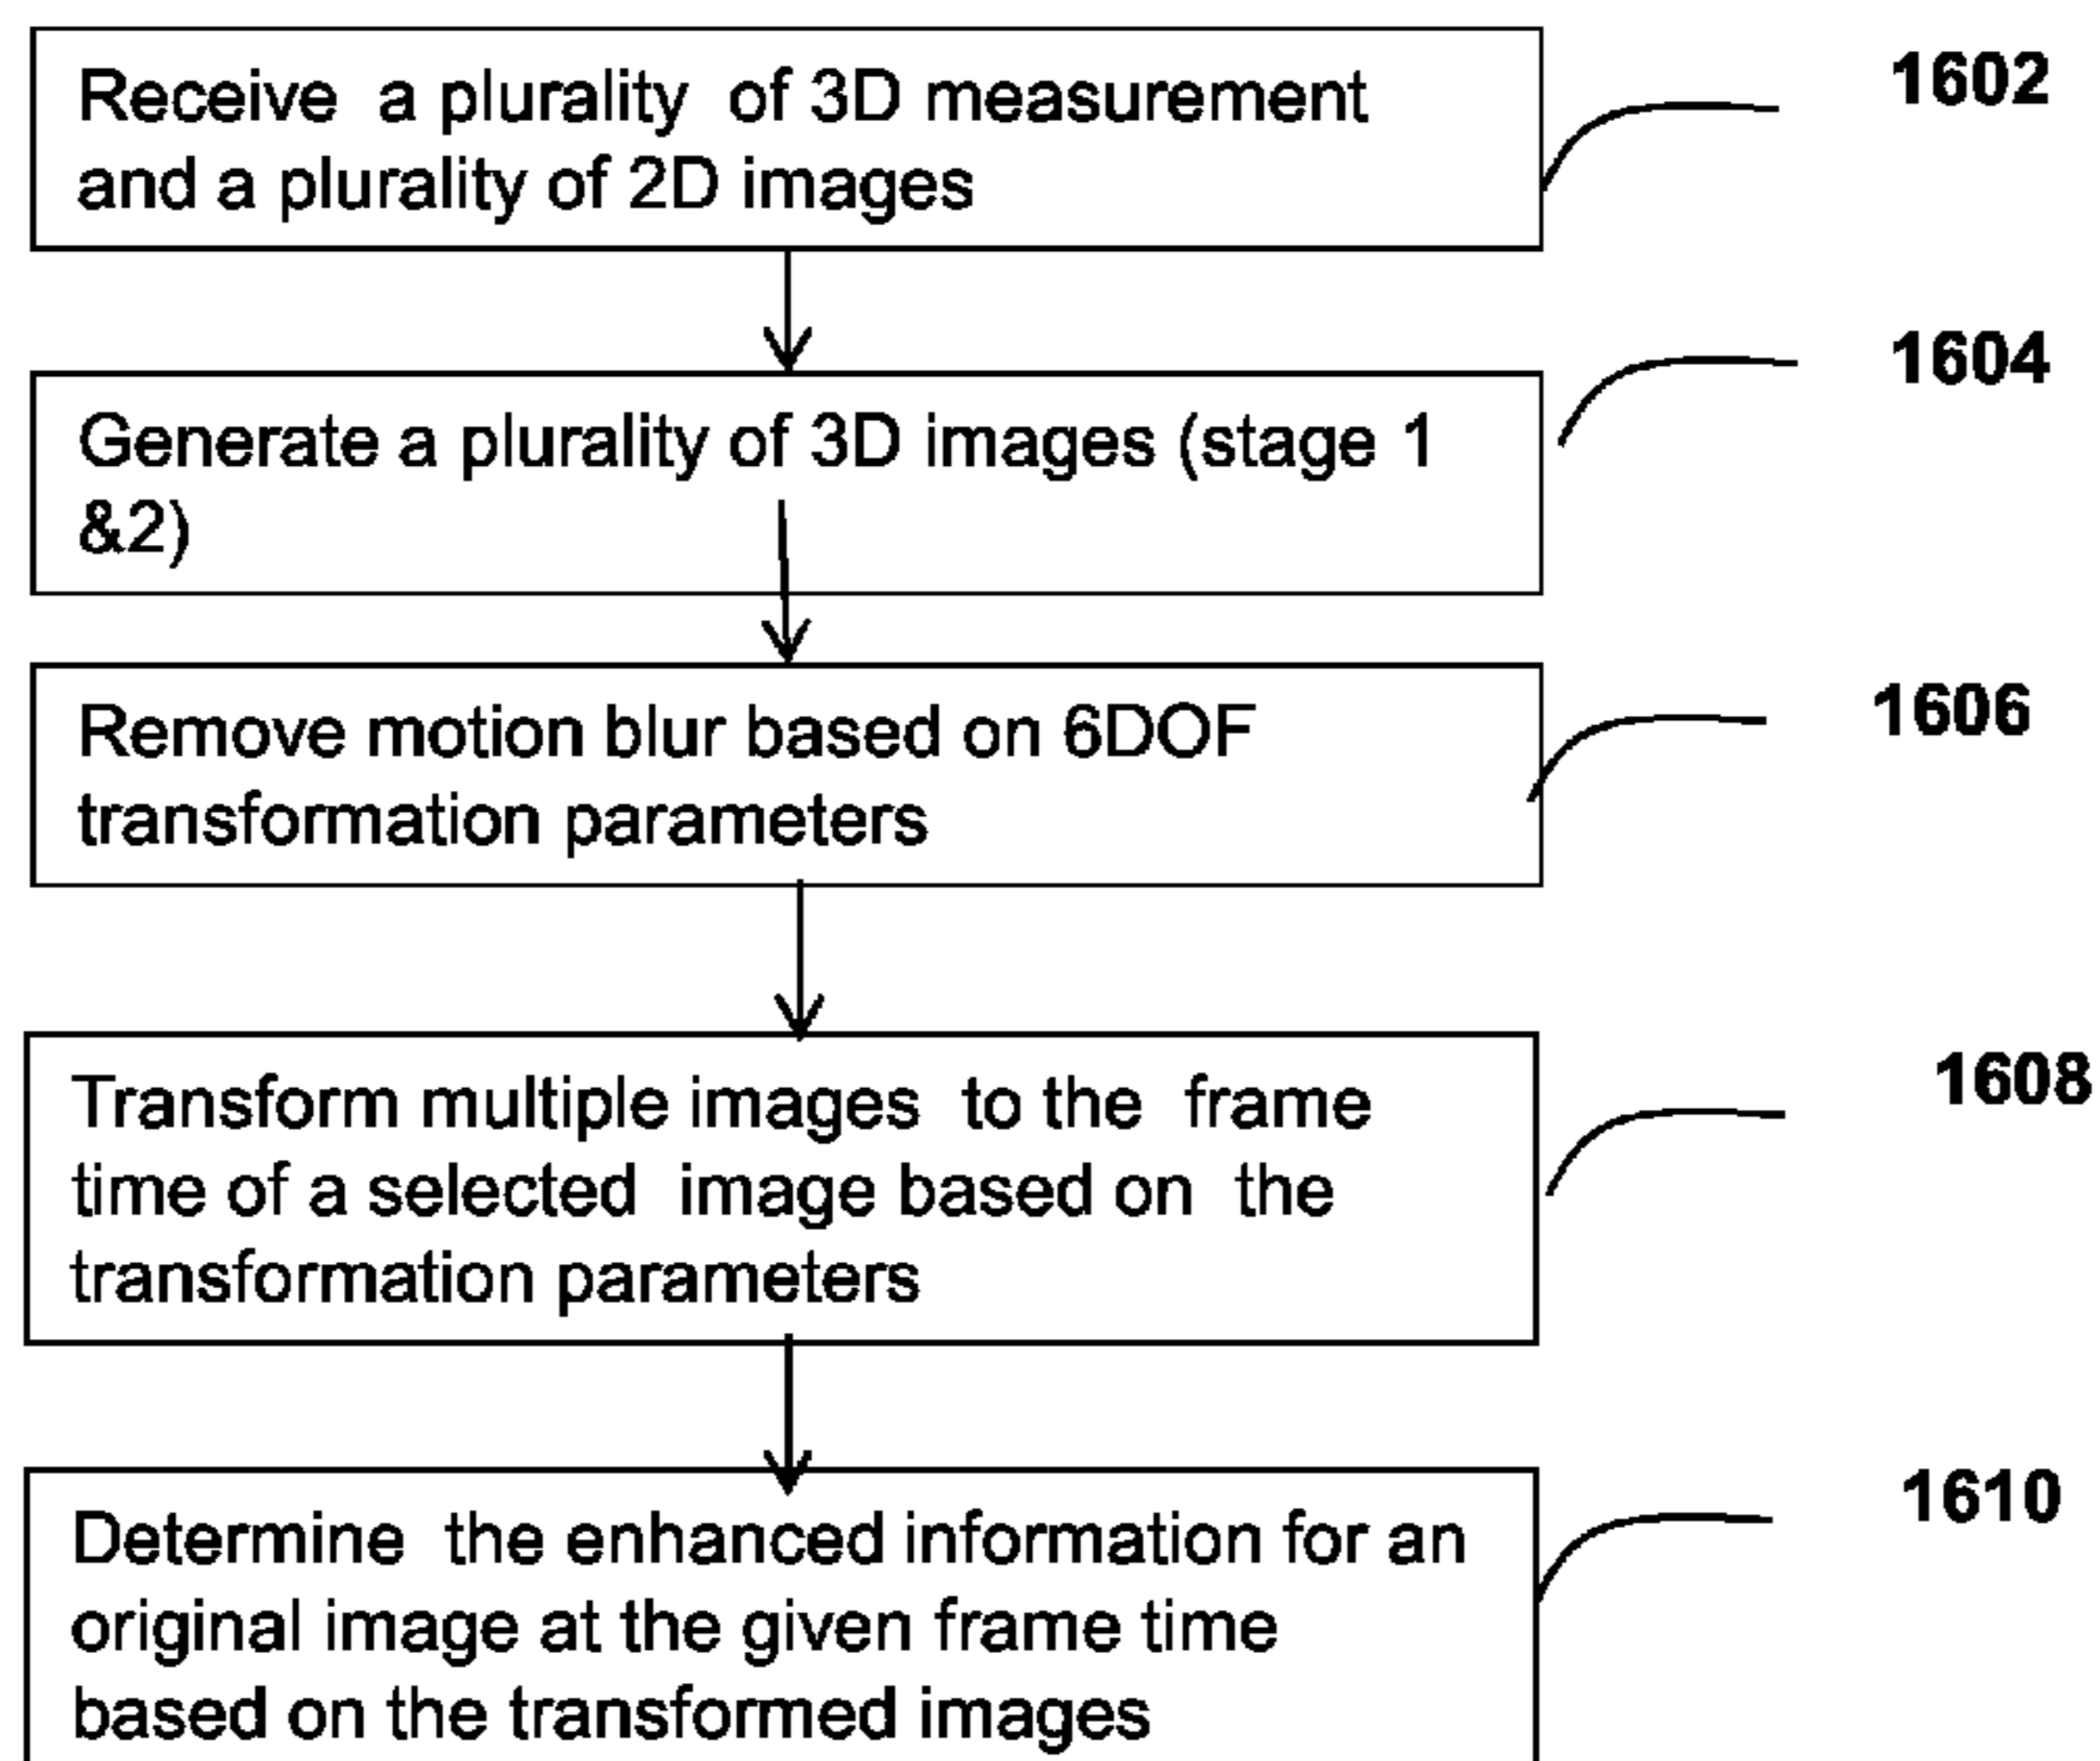 Receive a plurality of 3D measurement
and a plurality of 2D images
1602
Generate a plurality of 3D images (stage 1
&2)
1604
Remove motion blur based on 6DOF
transformation parameters
1606
Transform multiple images to the frame
time of a selected image based on the
transformation parameters
1608
Determine the enhanced information for an
original image at the given frame time
based on the transformed images
1610